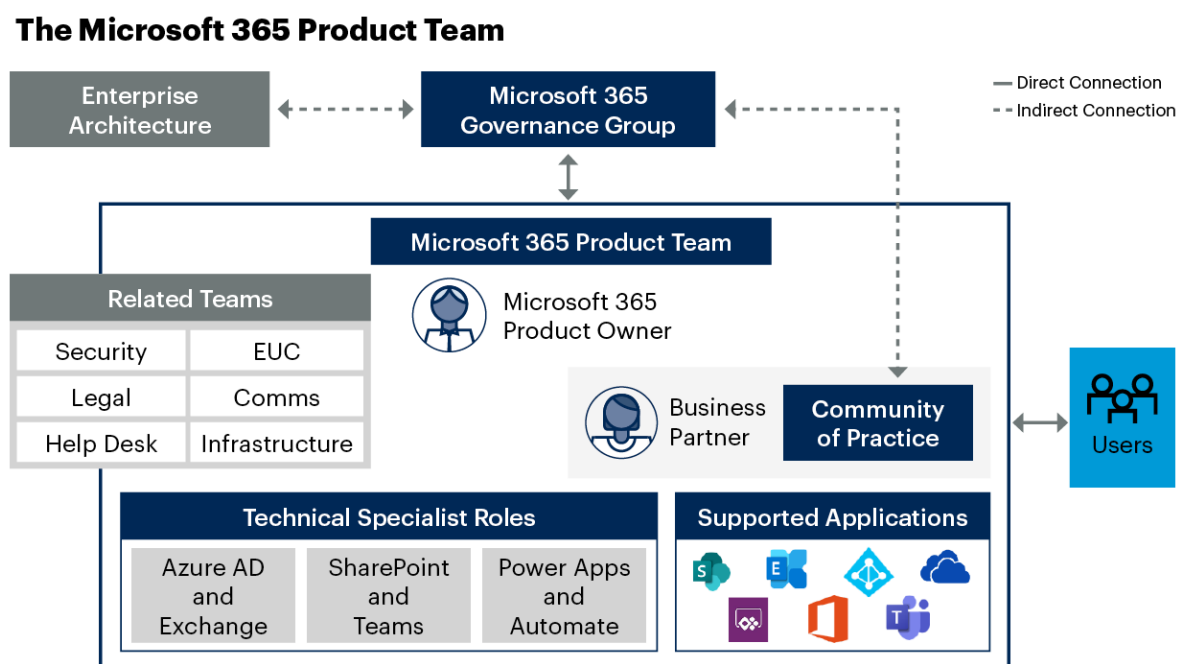 The Microsoft 365 Product Team
Enterprise
Architecture
Microsoft 365
Governance Group
Direct Connection
Indirect Connection
Microsoft 365 Product Team
Related Teams
Security
EUC
Legal
Comms
Help Desk
Infrastructure
Microsoft 365
Product Owner
Business
Partner
Community
of Practice
Users
Technical Specialist Roles
Azure AD
and
Exchange
SharePoint
and
Teams
Power Apps
and
Automate
Supported Applications
S
E
T